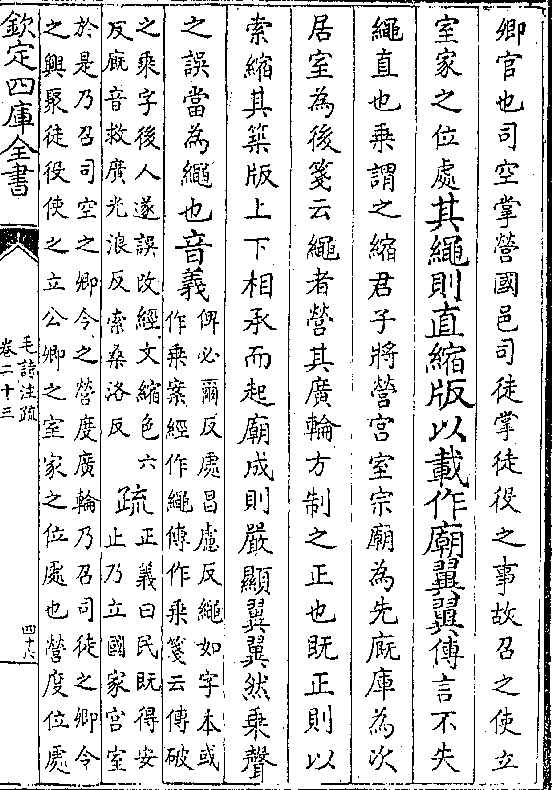 卿官也司空掌營國邑司徒掌徒役之事故召之使立
室家之位處其繩則直縮版以載作廟翼翼傳言不失
繩直也乗謂之縮君子將營宮室宗廟為先廐庫為次
居室為後箋云繩者營其廣輪方制之正也既正則以
索縮其築版上下相承而起廟成則嚴顯翼翼然乗聲
之誤當為繩也音義俾必爾反處昌慮反繩如字本或
作乗案經作繩傳作乗箋云傳破
之乗字後人遂誤改經文縮色六
反廐音救廣光浪反索桑洛反
疏正義曰民既得安
止乃立國家宮室
於是乃召司空之卿令之營度廣輪乃召司徒之卿令
之興聚徒役使之立公卿之室家之位處也營度位處
欽定四庫全書
毛詩注疏
卷二十三
四十六